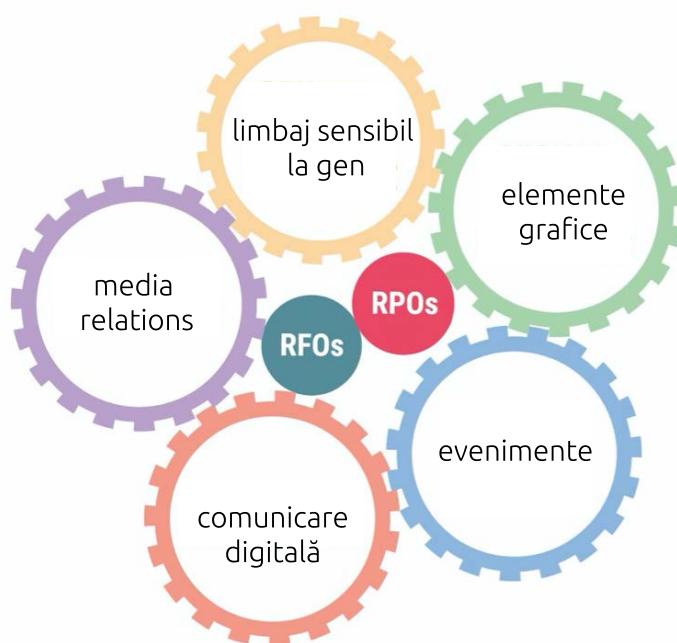 limbaj sensibil
la gen
elemente
grafice
media
relations
RPOs
RFOs
evenimente
comunicare
digitală